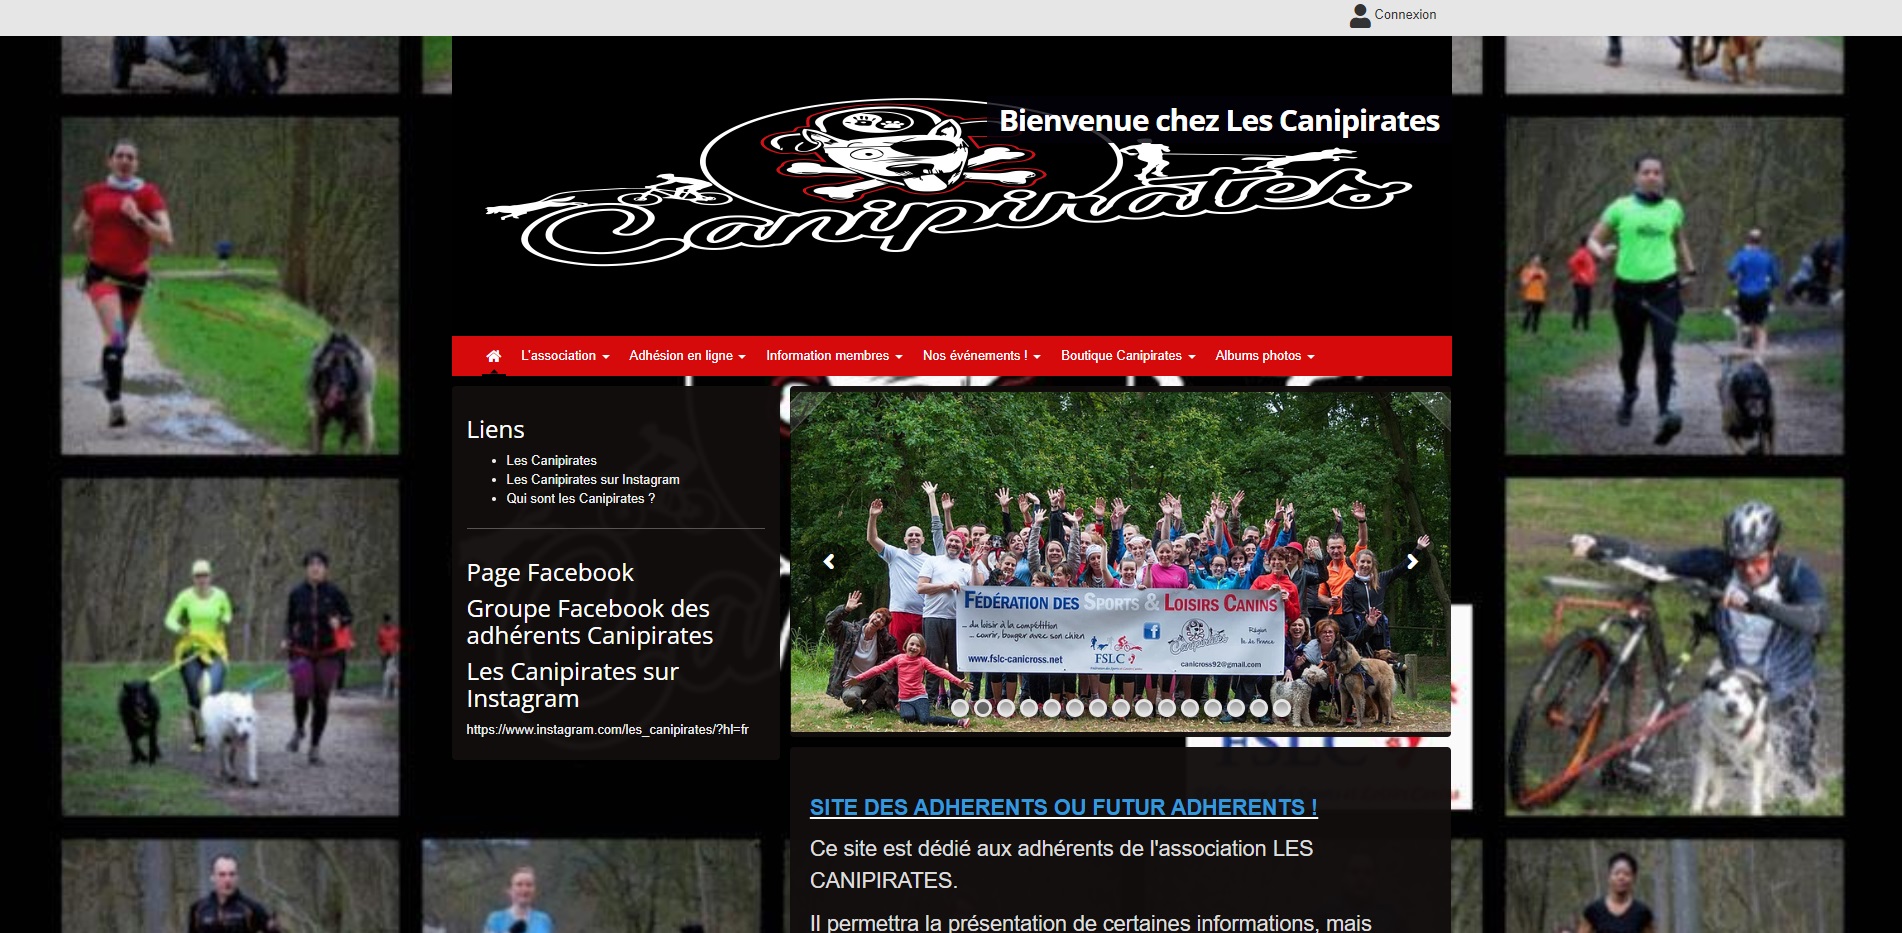 Connexion
Bienvenue chez Les Canipirates
Canipirates
L'association
Adhésion en ligne
Information membres
Nos événements !
Boutique Canipirates
Albums photos
Liens
Les Canipirates
Les Canipirates sur Instagram
Qui sont les Canipirates ?
Page Facebook
Groupe Facebook des
adhérents Canipirates
Les Canipirates sur
Instagram
https://www.instagram.com/les_canipirates/?hl=fr
FÉDÉRATION DES SPORTS & LOISIRS CANINS
... du loisir à la compétition
... courir, bouger avec son chien
www.fslc-canicross.net
FSLC
f
Canipirates
Région
Ile de France
canicross92@gmail.com
FSLC
SITE DES ADHERENTS OU FUTUR ADHERENTS !
Ce site est dédié aux adhérents de l'association LES
CANIPIRATES.
Il permettra la présentation de certaines informations, mais